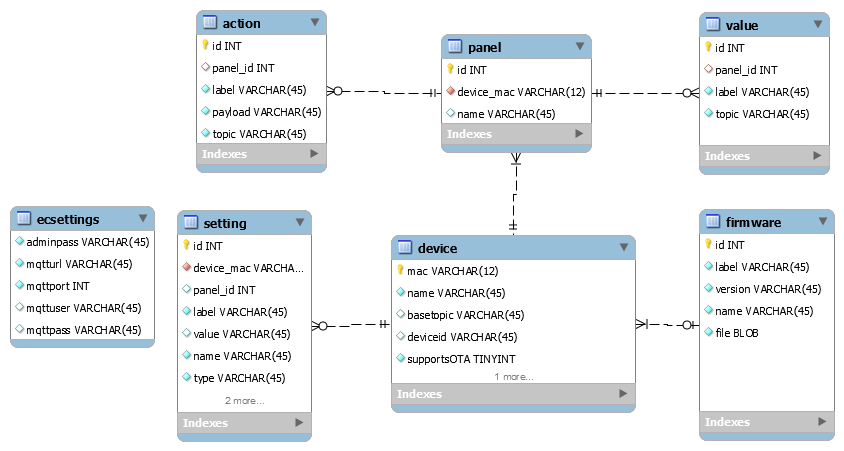 action
id INT
panel_id INT
label VARCHAR(45)
payload VARCHAR(45)
topic VARCHAR(45)
Indexes
panel
id INT
device_mac VARCHAR(12)
name VARCHAR(45)
Indexes
value
id INT
panel_id INT
label VARCHAR(45)
topic VARCHAR(45)
Indexes
ecsettings
adminpass VARCHAR(45)
mqtturl VARCHAR(45)
mqttport INT
mqttuser VARCHAR(45)
mqttpass VARCHAR(45)
setting
id INT
device_mac VARCHA...
panel_id INT
label VARCHAR(45)
value VARCHAR(45)
name VARCHAR(45)
type VARCHAR(45)
2 more...
Indexes
device
mac VARCHAR(12)
name VARCHAR(45)
basetopic VARCHAR(45)
deviceid VARCHAR(45)
supportsOTA TINYINT
1 more...
Indexes
firmware
id INT
label VARCHAR(45)
version VARCHAR(45)
name VARCHAR(45)
file BLOB
Indexes